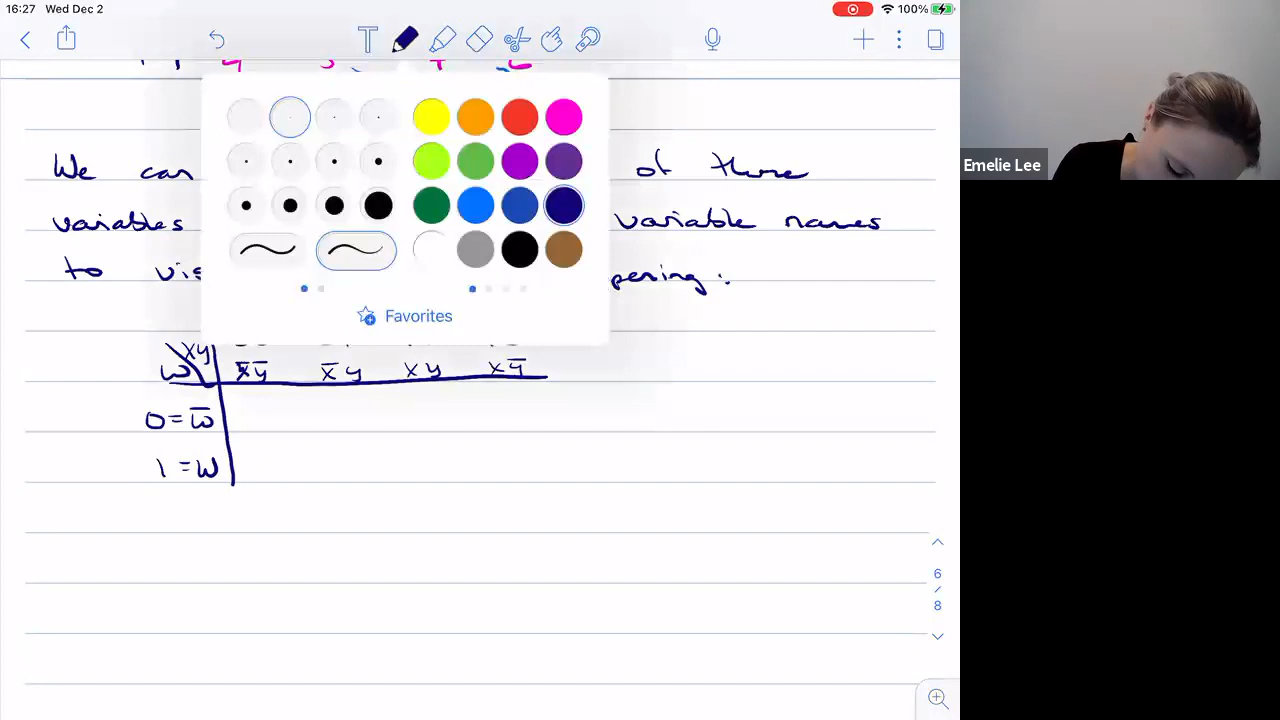 16:27 Wed Dec 2 100%
T
We can of these
variables variable names
to vis pening :
Favorites
xy
w x̄ȳ x̄y xy xȳ
0 = w̄
1 = w
6
/
8
Emelie Lee